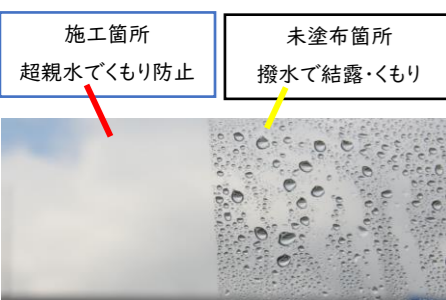 施工箇所
超親水でくもり防止
未塗布箇所
撥水で結露・くもり